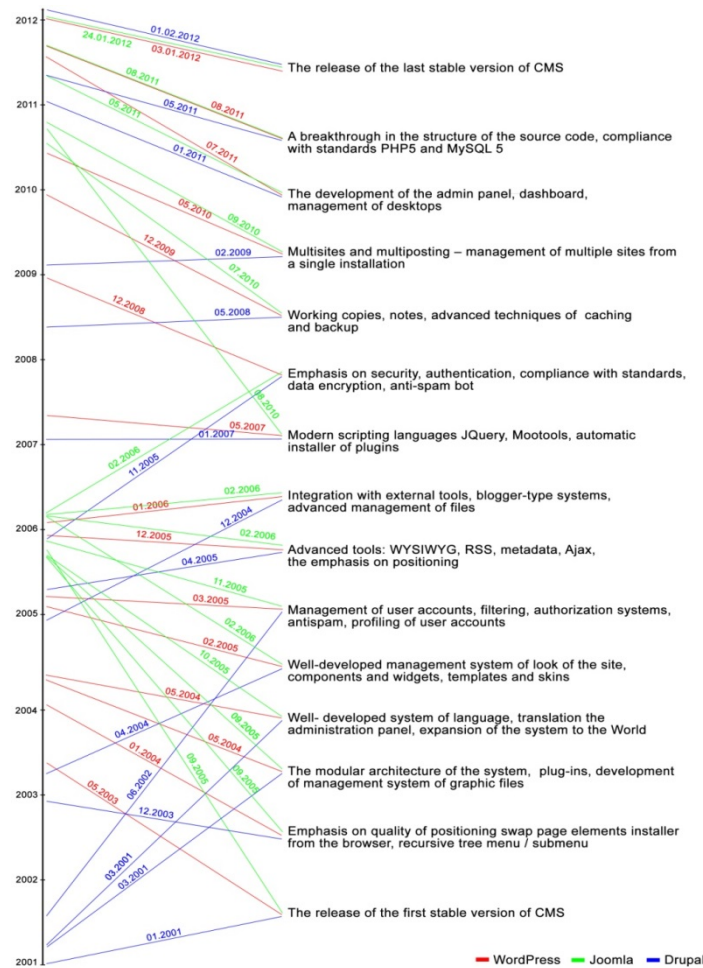 2012
01.02.2012
24.01.2012
03.01.2012
The release of the last stable version of CMS
2011
08.2011
08.2011
05.2011
05.2011
A breakthrough in the structure of the source code, compliance
with standards PHP5 and MySQL 5
07.2011
01.2011
The development of the admin panel, dashboard,
management of desktops
2010
05.2010
09.2010
Multisites and multiposting – management of multiple sites from
a single installation
2009
12.2009
02.2009
07.2010
12.2008
05.2008
Working copies, notes, advanced techniques of caching
and backup
2008
Emphasis on security, authentication, compliance with standards,
data encryption, anti-spam bot
08.2010
2007
05.2007
01.2007
Modern scripting languages JQuery, Mootools, automatic
installer of plugins
02.2006
11.2005
02.2006
01.2006
12.2004
Integration with external tools, blogger-type systems,
advanced management of files
2006
12.2005
02.2006
04.2005
Advanced tools: WYSIWYG, RSS, metadata, Ajax,
the emphasis on positioning
2005
11.2005
03.2005
Management of user accounts, filtering, authorization systems,
antispam, profiling of user accounts
02.2005
02.2006
10.2005
Well-developed management system of look of the site,
components and widgets, templates and skins
2004
05.2004
04.2004
09.2005
Well- developed system of language, translation the
administration panel, expansion of the system to the World
05.2004
01.2004
06.2002
09.2005
09.2005
The modular architecture of the system, plug-ins, development
of management system of graphic files
2003
05.2003
12.2003
Emphasis on quality of positioning swap page elements installer
from the browser, recursive tree menu / submenu
2002
03.2001
03.2001
The release of the first stable version of CMS
2001
01.2001
WordPress
Joomla
Drupal